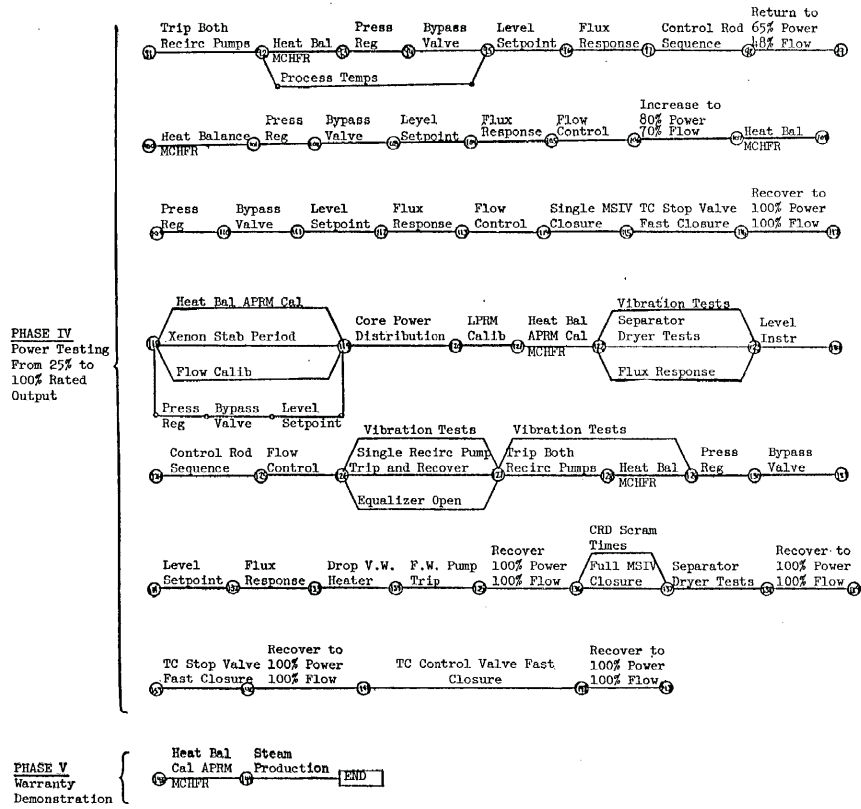 PHASE IV
Power Testing
From 25% to
100% Rated
Output
Trip Both
Recirc Pumps
Heat Bal
MCHFR
Process Temps
Press
Reg
Bypass
Valve
Level
Setpoint
Flux
Response
Control Rod
Sequence
Return to
65% Power
48% Flow
Heat Balance
MCHFR
Press
Reg
Bypass
Valve
Level
Setpoint
Flux
Response
Flow
Control
Increase to
80% Power
70% Flow
Heat Bal
MCHFR
Press
Reg
Bypass
Valve
Level
Setpoint
Flux
Response
Flow
Control
Single MSIV
Closure
TC Stop Valve
Fast Closure
Recover to
100% Power
100% Flow
Heat Bal APRM Cal
Xenon Stab Period
Flow Calib
Press
Reg
Bypass
Valve
Level
Setpoint
Core Power
Distribution
LPRM
Calib
Heat Bal
APRM Cal
MCHFR
Vibration Tests
Separator
Dryer Tests
Flux Response
Level
Instr
Control Rod
Sequence
Flow
Control
Vibration Tests
Single Recirc Pump
Trip and Recover
Equalizer Open
Vibration Tests
Trip Both
Recirc Pumps
Heat Bal
MCHFR
Press
Reg
Bypass
Valve
Level
Setpoint
Flux
Response
Drop V.W.
Heater
F.W. Pump
Trip
Recover
100% Power
100% Flow
CRD Scram
Times
Full MSIV
Closure
Separator
Dryer Tests
Recover to
100% Power
100% Flow
TC Stop Valve
Fast Closure
Recover to
100% Power
100% Flow
TC Control Valve Fast
Closure
Recover to
100% Power
100% Flow
PHASE V
Warranty
Demonstration
Heat Bal
Cal APRM
MCHFR
Steam
Production
END